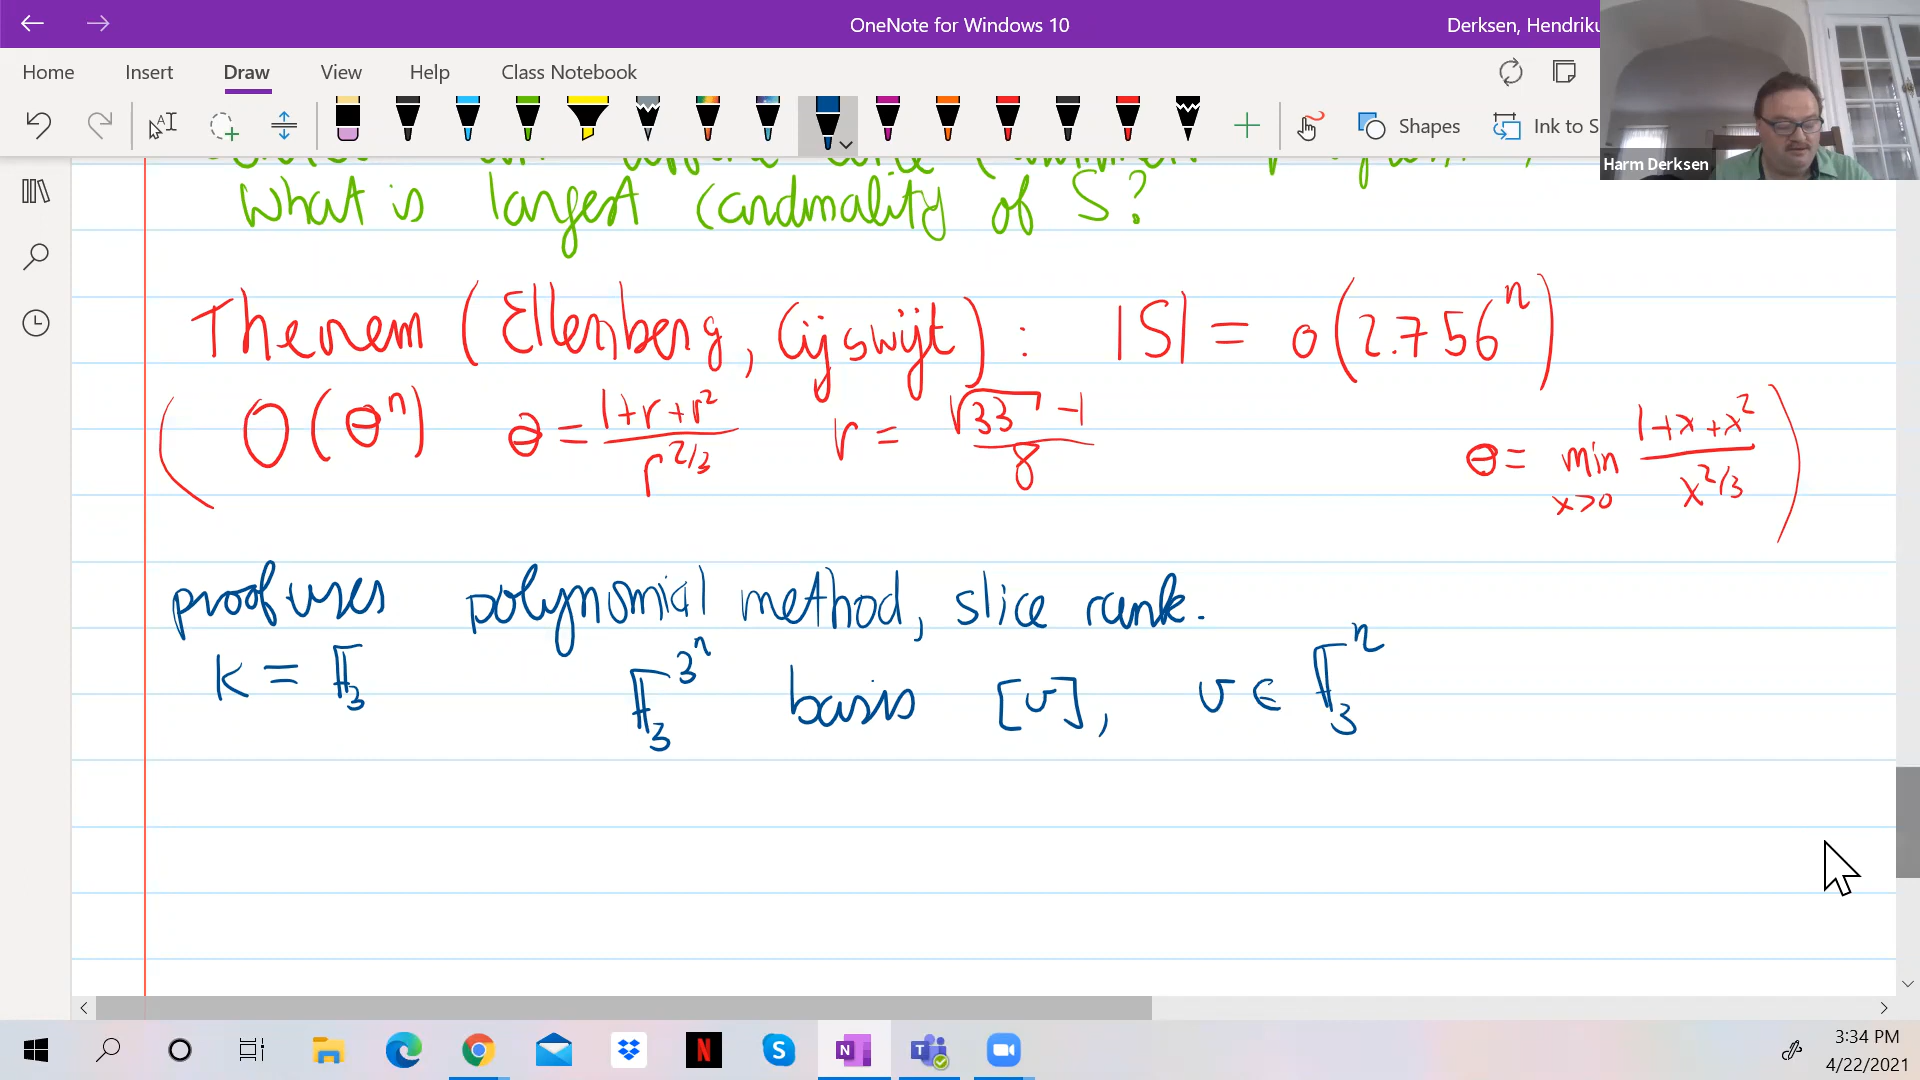 OneNote for Windows 10
Derksen, Hendriku
Home Insert Draw View Help Class Notebook
Shapes
Ink to S
Harm Derksen
What is largest cardinality of S?
Theorem (Ellenberg, Gijswijt): |S| = o(2.756^n)
( O(θ^n) θ = (1+r+r^2)/r^{2/3} r = (√33 -1)/8 θ = min_{x>0} (1+x+x^2)/x^{2/3} )
proof uses polynomial method, slice rank.
K = 𝔽_3 𝔽_3^{3^n} basis [v], v ∈ 𝔽_3^n
3:34 PM
4/22/2021